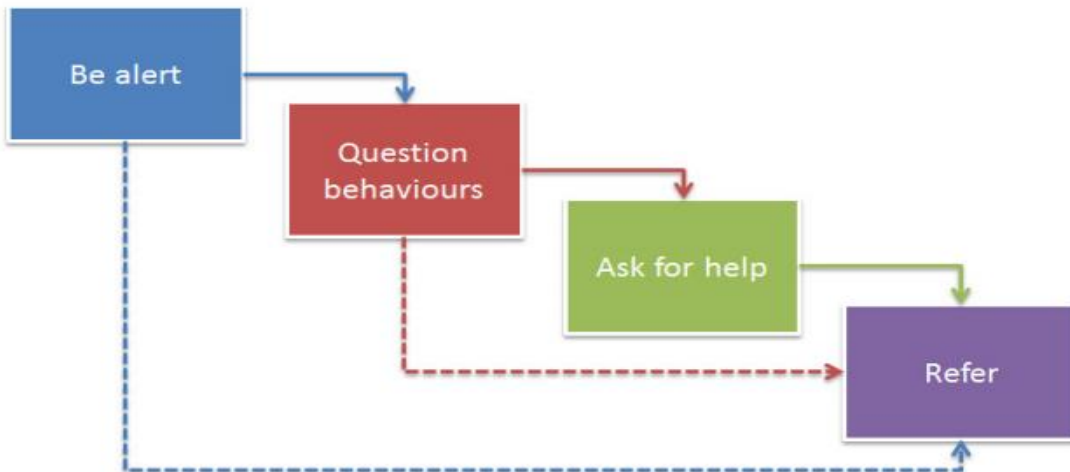 Be alert
Question
behaviours
Ask for help
Refer